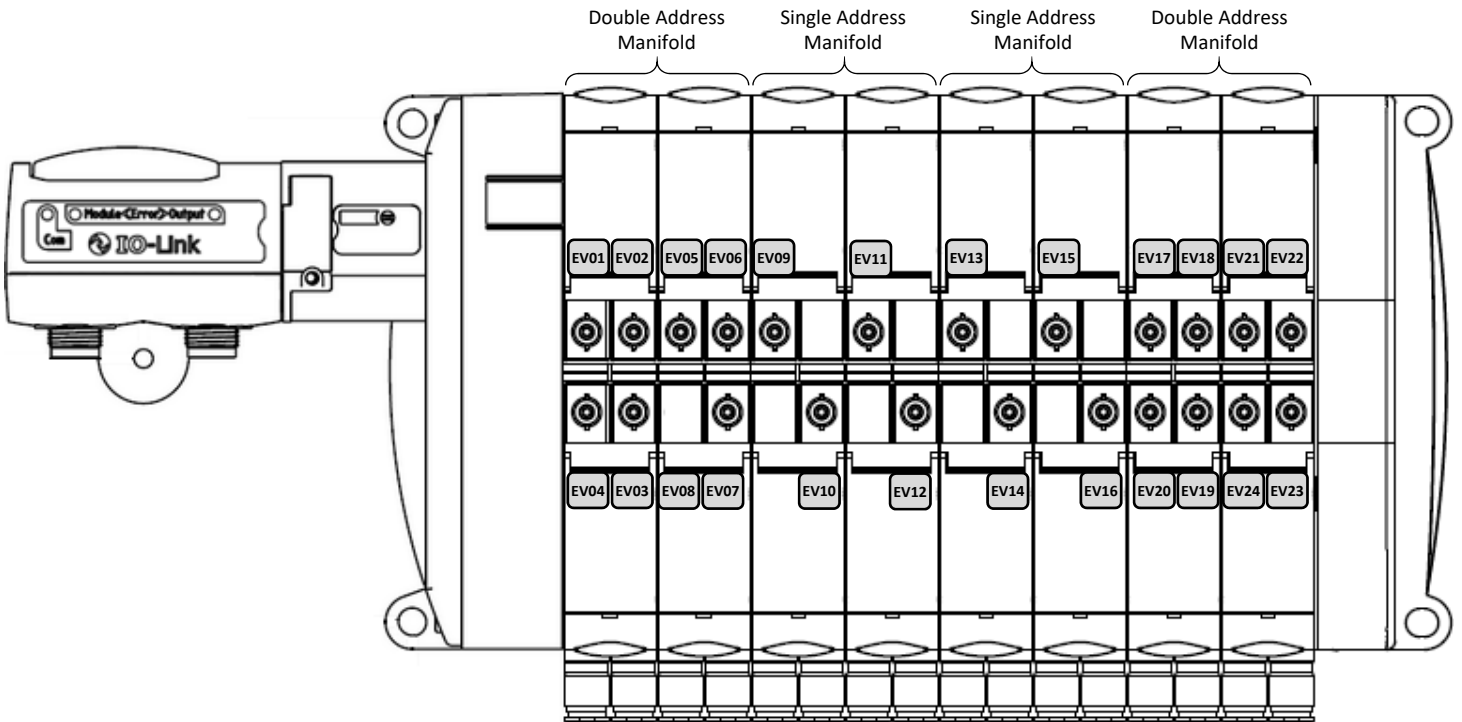 Double Address
Manifold
Single Address
Manifold
Single Address
Manifold
Double Address
Manifold
Module<(Error)>Output
Com
IO-Link
EV01 EV02 EV05 EV06 EV09 EV11 EV13 EV15 EV17 EV18 EV21 EV22
EV04 EV03 EV08 EV07 EV10 EV12 EV14 EV16 EV20 EV19 EV24 EV23